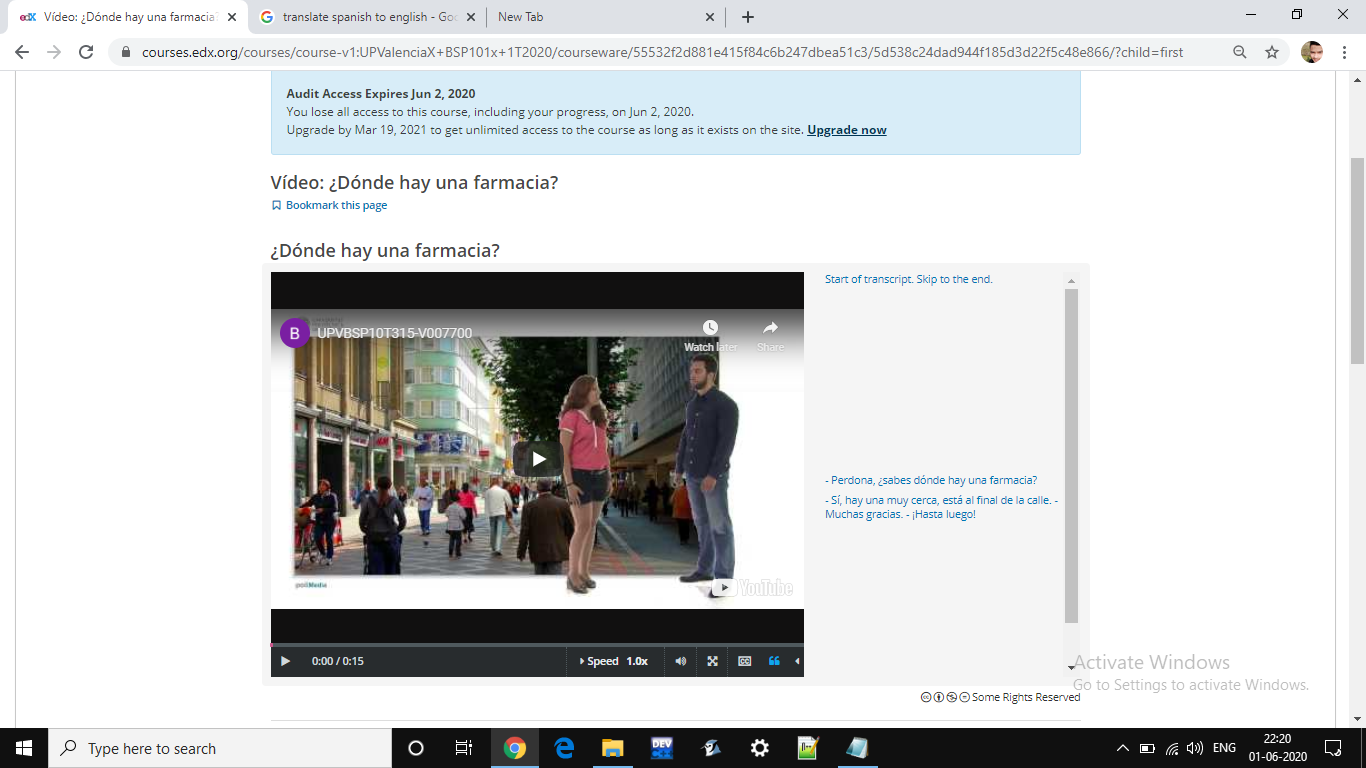 edX Vídeo: ¿Dónde hay una farmacia?
translate spanish to english - Goo
New Tab
courses.edx.org/courses/course-v1:UPValenciaX+BSP101x+1T2020/courseware/55532f2d881e415f84c6b247dbea51c3/5d538c24dad944f185d3d22f5c48e866/?child=first
Audit Access Expires Jun 2, 2020
You lose all access to this course, including your progress, on Jun 2, 2020.
Upgrade by Mar 19, 2021 to get unlimited access to the course as long as it exists on the site. Upgrade now
Vídeo: ¿Dónde hay una farmacia?
Bookmark this page
¿Dónde hay una farmacia?
Start of transcript. Skip to the end.
B UPVBSP10T315-V007700
Watch later
Share
- Perdona, ¿sabes dónde hay una farmacia?
- Sí, hay una muy cerca, está al final de la calle. -
Muchas gracias. - ¡Hasta luego!
poliMedia
YouTube
0:00 / 0:15
Speed 1.0x
CC
Some Rights Reserved
Activate Windows
Go to Settings to activate Windows.
Type here to search
DEV
ENG
22:20
01-06-2020